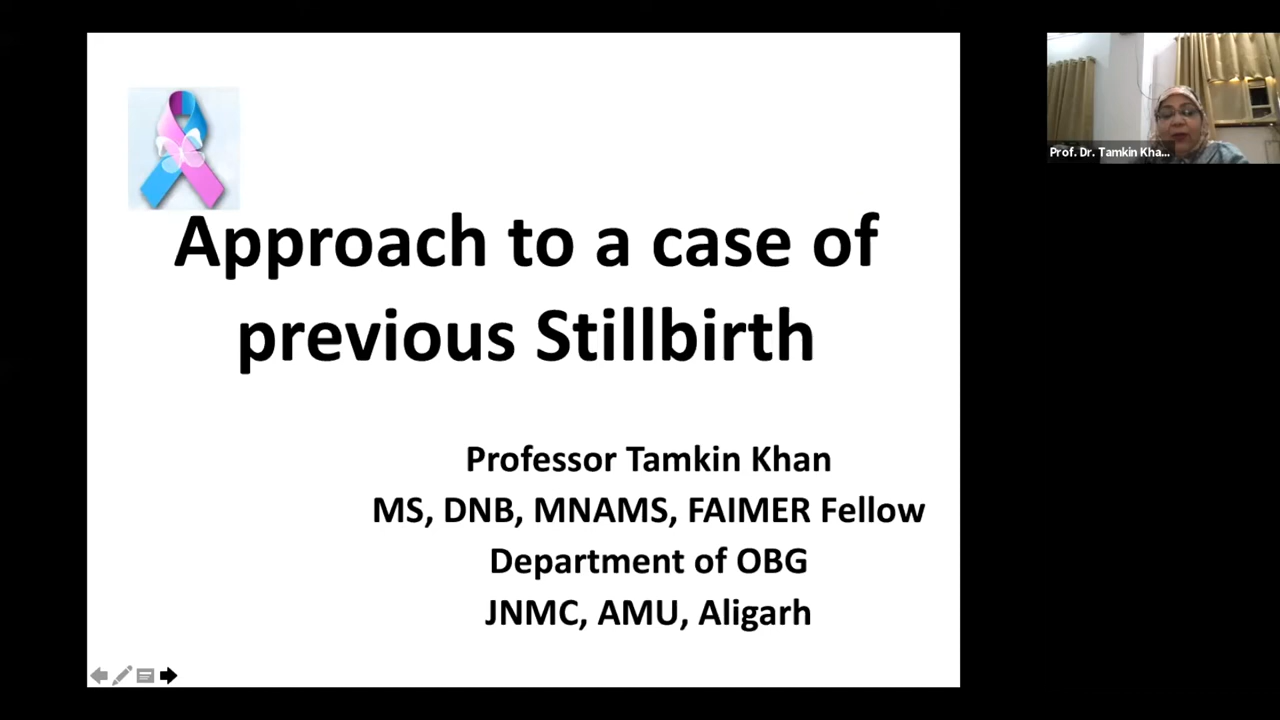 Approach to a case of
previous Stillbirth
Professor Tamkin Khan
MS, DNB, MNAMS, FAIMER Fellow
Department of OBG
JNMC, AMU, Aligarh
Prof. Dr. Tamkin Kha...